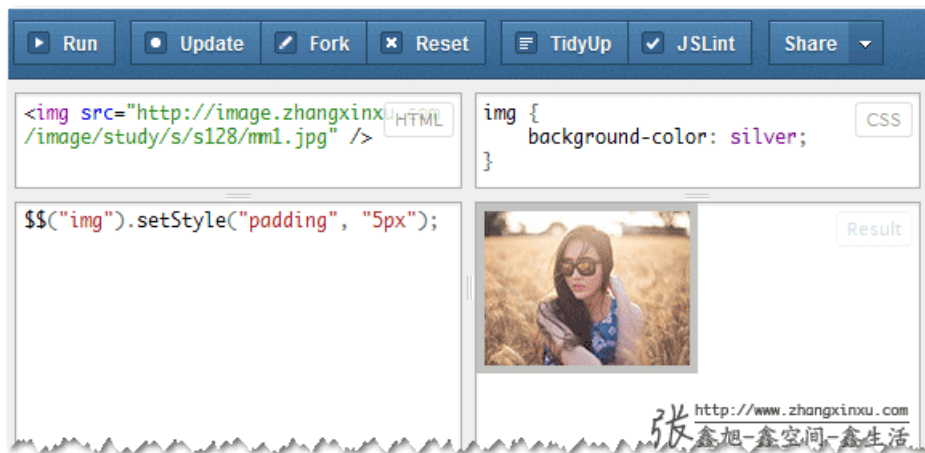 Run Update Fork Reset TidyUp JSLint Share
<img src="http://image.zhangxinxu.com
/image/study/s/s128/mm1.jpg" />
HTML
img {
background-color: silver;
}
CSS
$$("img").setStyle("padding", "5px");
Result
http://www.zhangxinxu.com
张鑫旭-鑫空间-鑫生活